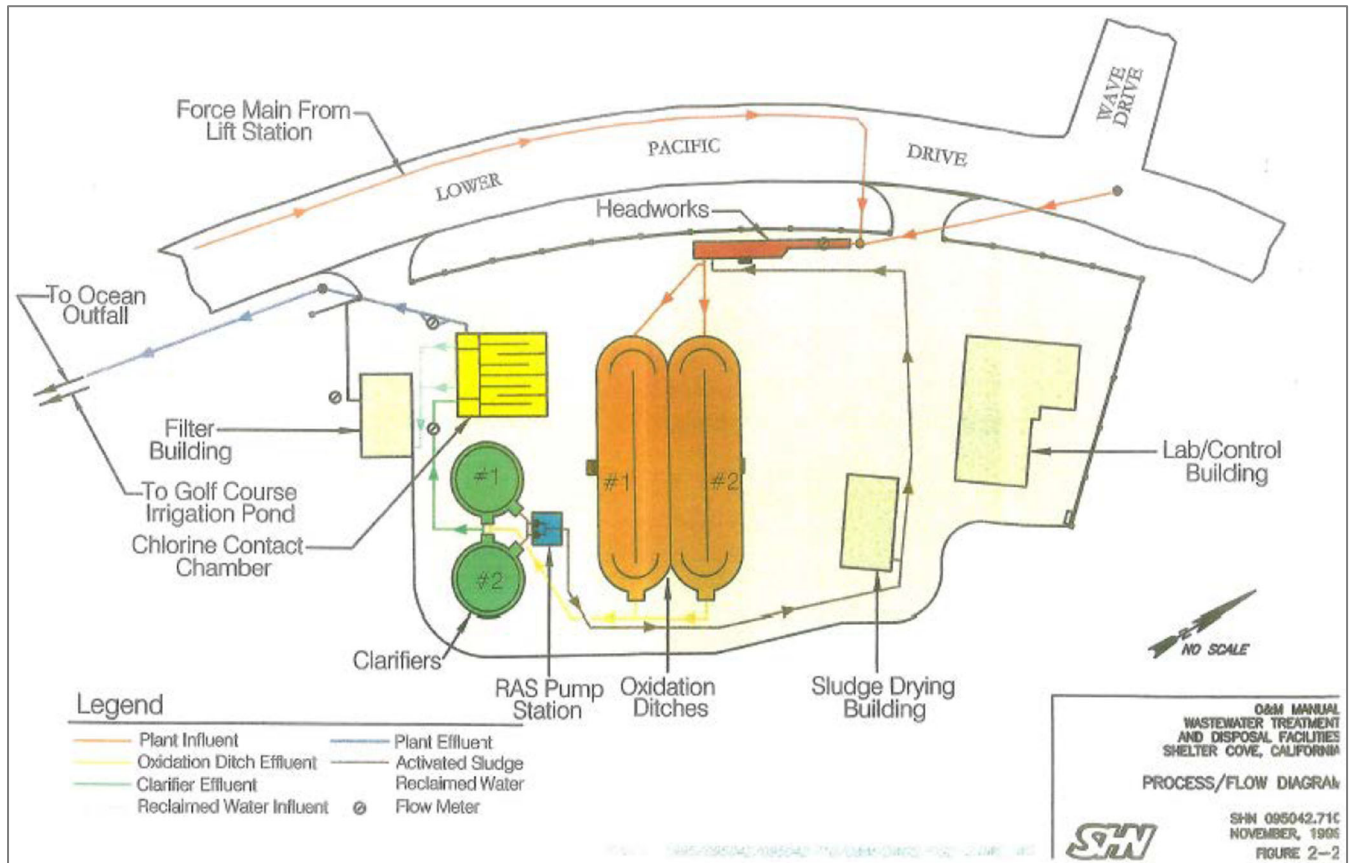 Force Main From
Lift Station
LOWER
PACIFIC
DRIVE
WAVE
DRIVE
Headworks
To Ocean
Outfall
Filter
Building
To Golf Course
Irrigation Pond
Chlorine Contact
Chamber
#1
#2
#1
#2
Lab/Control
Building
Clarifiers
RAS Pump
Station
Oxidation
Ditches
Sludge Drying
Building
NO SCALE
Legend
Plant Influent
Oxidation Ditch Effluent
Clarifier Effluent
Reclaimed Water Influent
Plant Effluent
Activated Sludge
Reclaimed Water
Flow Meter
O&M MANUAL
WASTEWATER TREATMENT
AND DISPOSAL FACILITIES
SHELTER COVE, CALIFORNIA
PROCESS/FLOW DIAGRAM
SHN
SHN 095042.710
NOVEMBER,
FIGURE 2-2